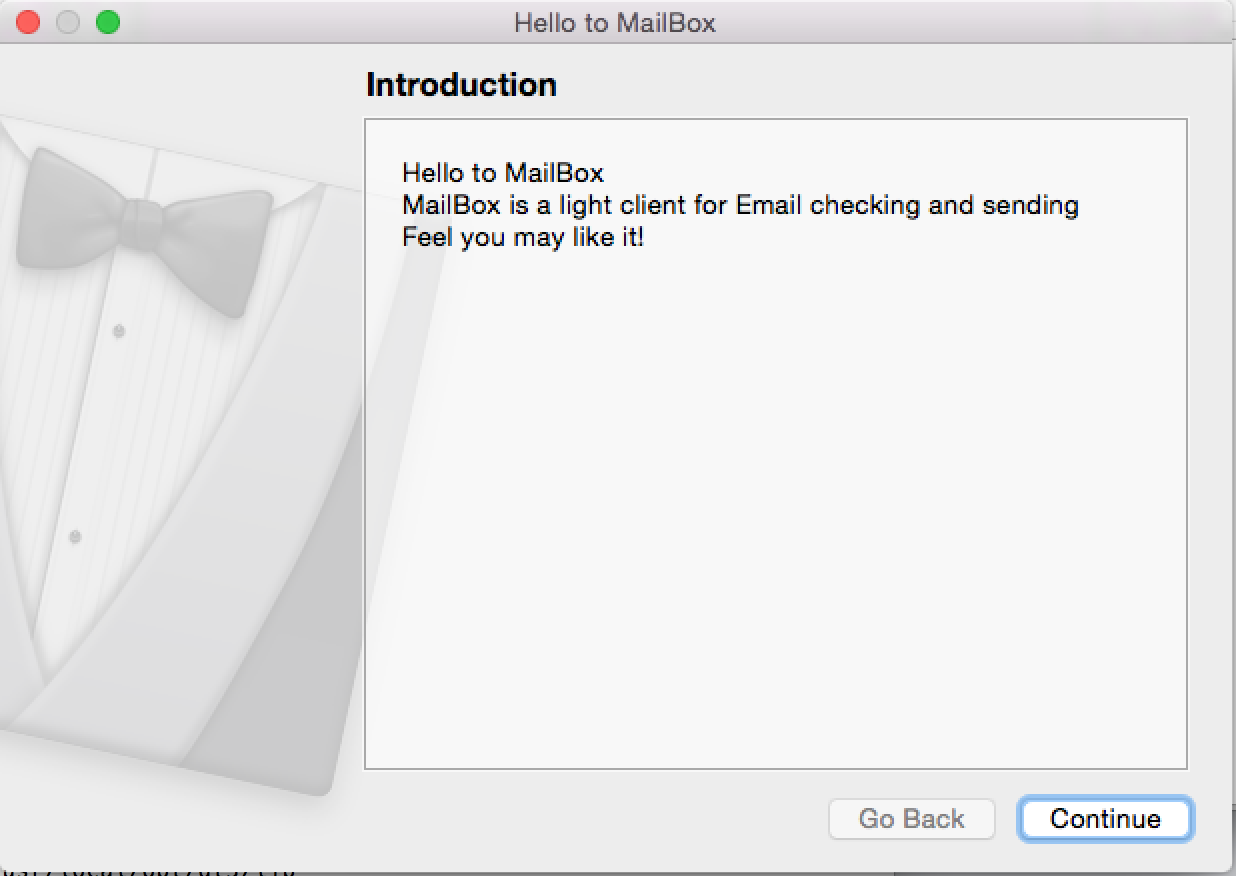 Hello to MailBox
Introduction
Hello to MailBox
MailBox is a light client for Email checking and sending
Feel you may like it!
Go Back
Continue